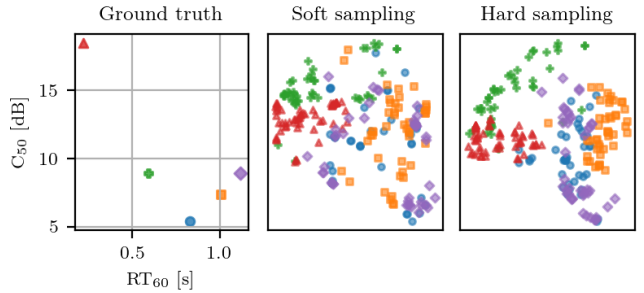 Ground truth
Soft sampling
Hard sampling
15
10
5
C50 [dB]
0.5
1.0
RT60 [s]